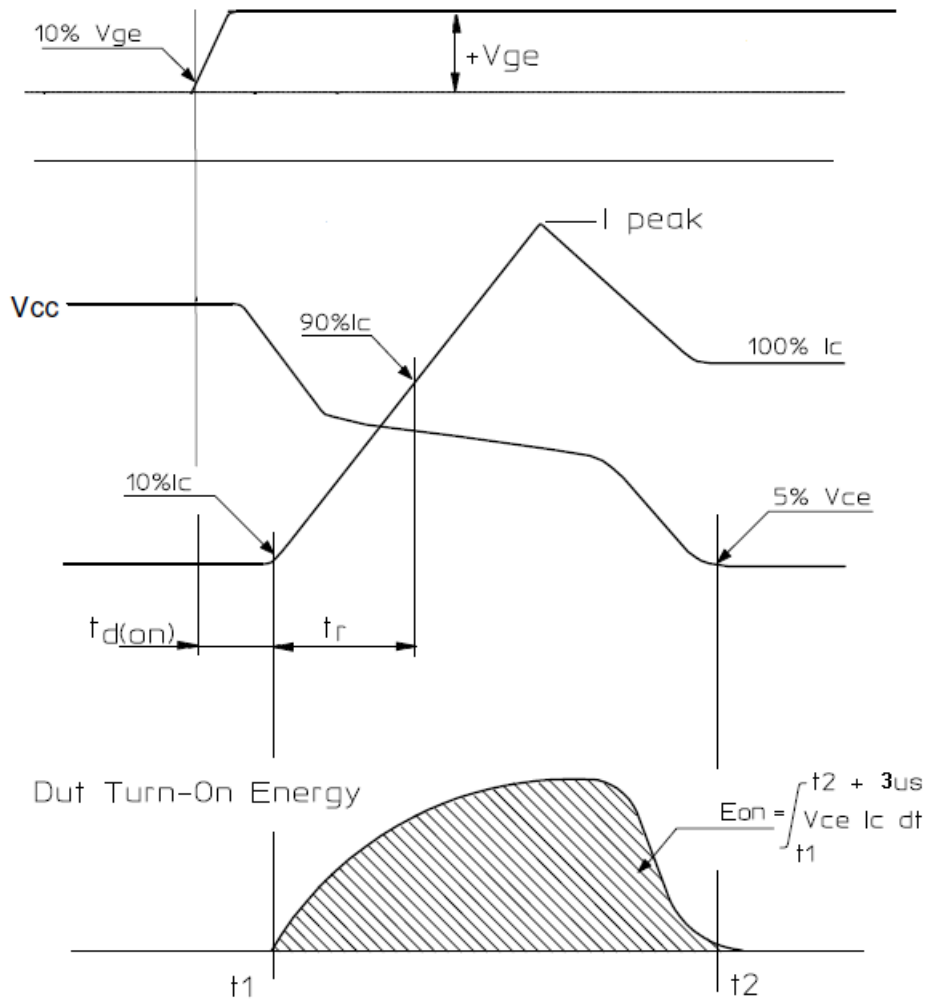 10% Vge
+Vge
I peak
Vcc
90%Ic
100% Ic
10%Ic
5% Vce
td(on)
tr
Dut Turn-On Energy
t2 + 3us
Eon = ∫ Vce Ic dt
t1
t1
t2